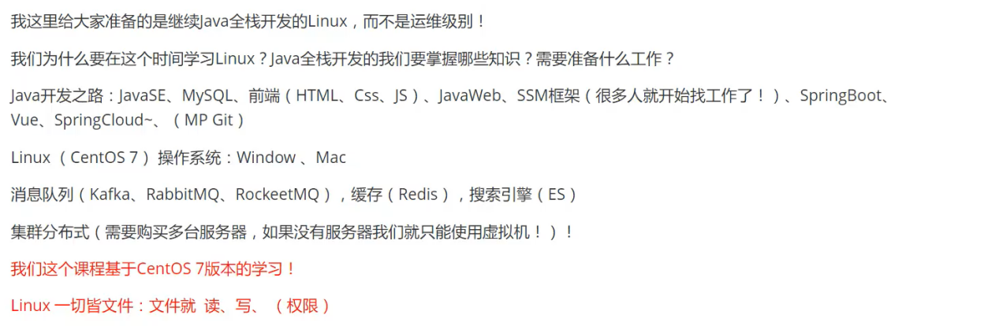 我这里给大家准备的是继续Java全栈开发的Linux，而不是运维级别！
我们为什么要在这个时间学习Linux？Java全栈开发的我们要掌握哪些知识？需要准备什么工作？
Java开发之路：JavaSE、MySQL、前端（HTML、Css、JS）、JavaWeb、SSM框架（很多人就开始找工作了！）、SpringBoot、
Vue、SpringCloud~、（MP Git）
Linux （CentOS 7）操作系统：Window 、Mac
消息队列（Kafka、RabbitMQ、RockeetMQ），缓存（Redis），搜索引擎（ES）
集群分布式（需要购买多台服务器，如果没有服务器我们就只能使用虚拟机！）！
我们这个课程基于CentOS 7版本的学习！
Linux 一切皆文件：文件就 读、写、（权限）